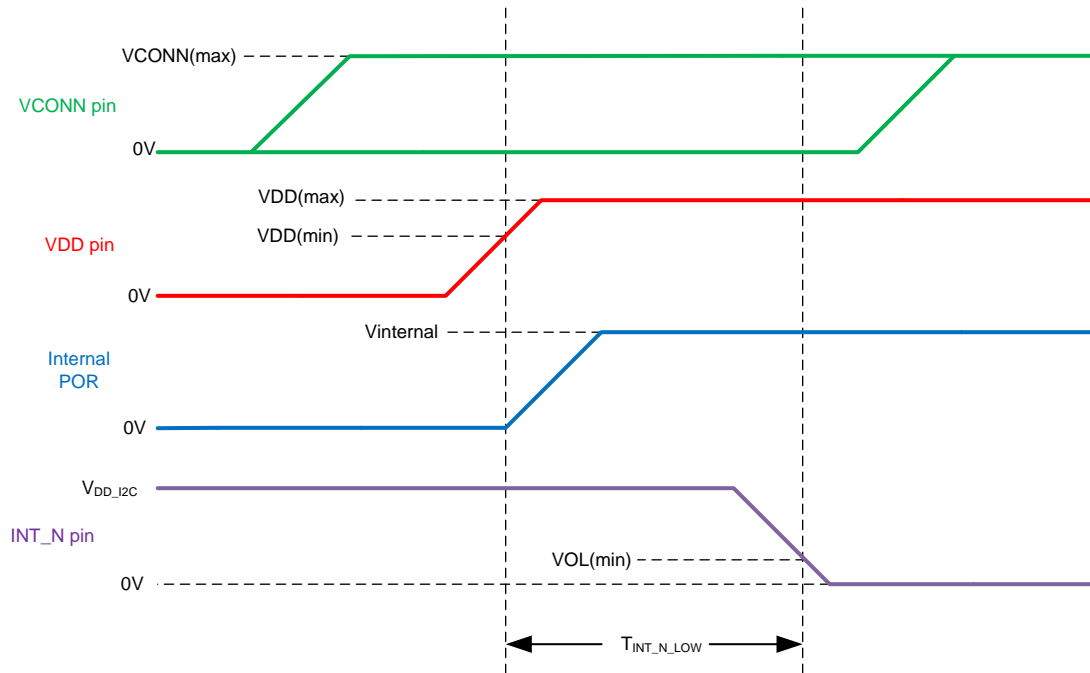 VCONN(max)
VCONN pin
0V
VDD(max)
VDD(min)
VDD pin
0V
Vinternal
Internal
POR
0V
VDD_I2C
INT_N pin
VOL(min)
0V
TINT_N_LOW